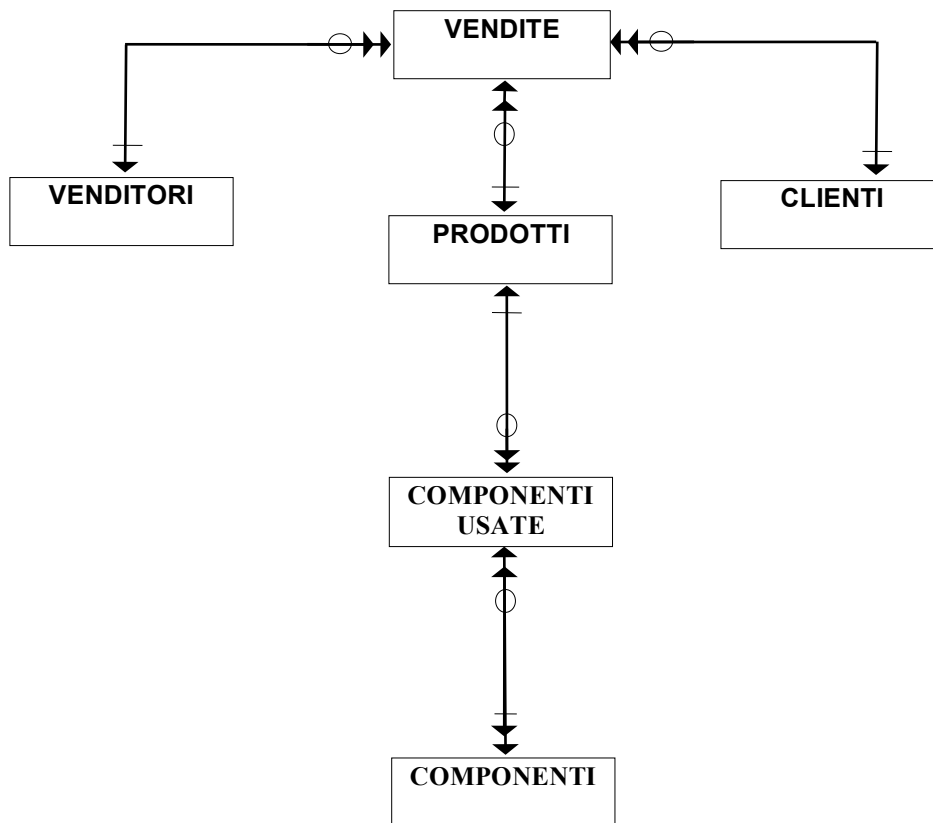 VENDITE
VENDITORI
CLIENTI
PRODOTTI
COMPONENTI
USATE
COMPONENTI